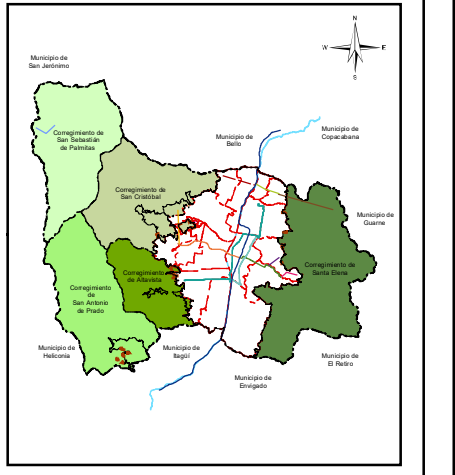 N
W
E
S
Municipio de
San Jerónimo
Corregimiento de
San Sebastián
de Palmitas
Municipio de
Bello
Municipio de
Copacabana
Corregimiento de
San Cristóbal
Municipio de
Guarne
Corregimiento de
Santa Elena
Corregimiento
de Altavista
Corregimiento
de
San Antonio
de Prado
Municipio de
Heliconia
Municipio de
Itagüí
Municipio de
El Retiro
Municipio de
Envigado